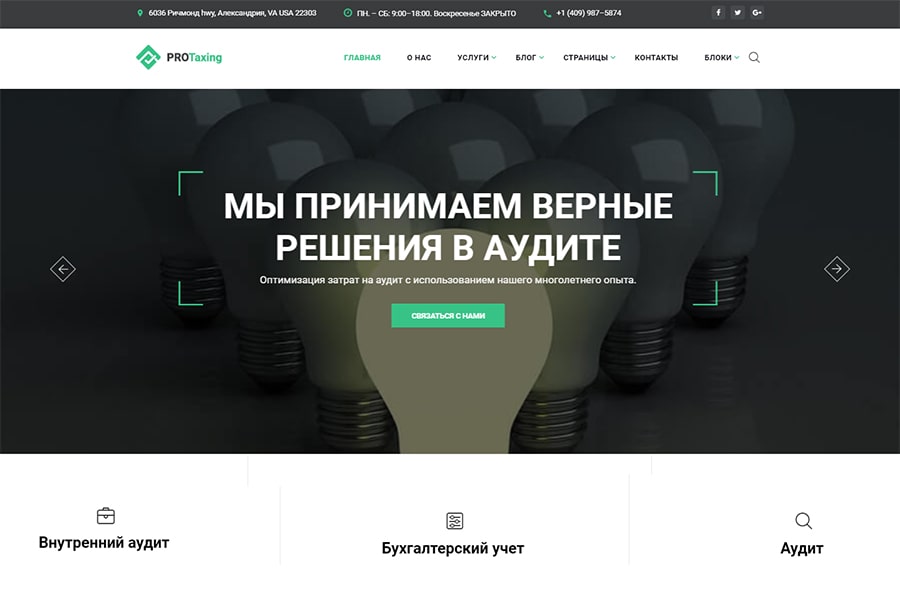 6036 Ричмонд hwy, Александрия, VA USA 22303
ПН. – СБ: 9:00–18:00. Воскресенье ЗАКРЫТО
+1 (409) 987–5874
f G+
PROTaxing
ГЛАВНАЯ О НАС УСЛУГИ БЛОГ СТРАНИЦЫ КОНТАКТЫ БЛОКИ
МЫ ПРИНИМАЕМ ВЕРНЫЕ
РЕШЕНИЯ В АУДИТЕ
Оптимизация затрат на аудит с использованием нашего многолетнего опыта.
СВЯЗАТЬСЯ С НАМИ
Внутренний аудит
Бухгалтерский учет
Аудит